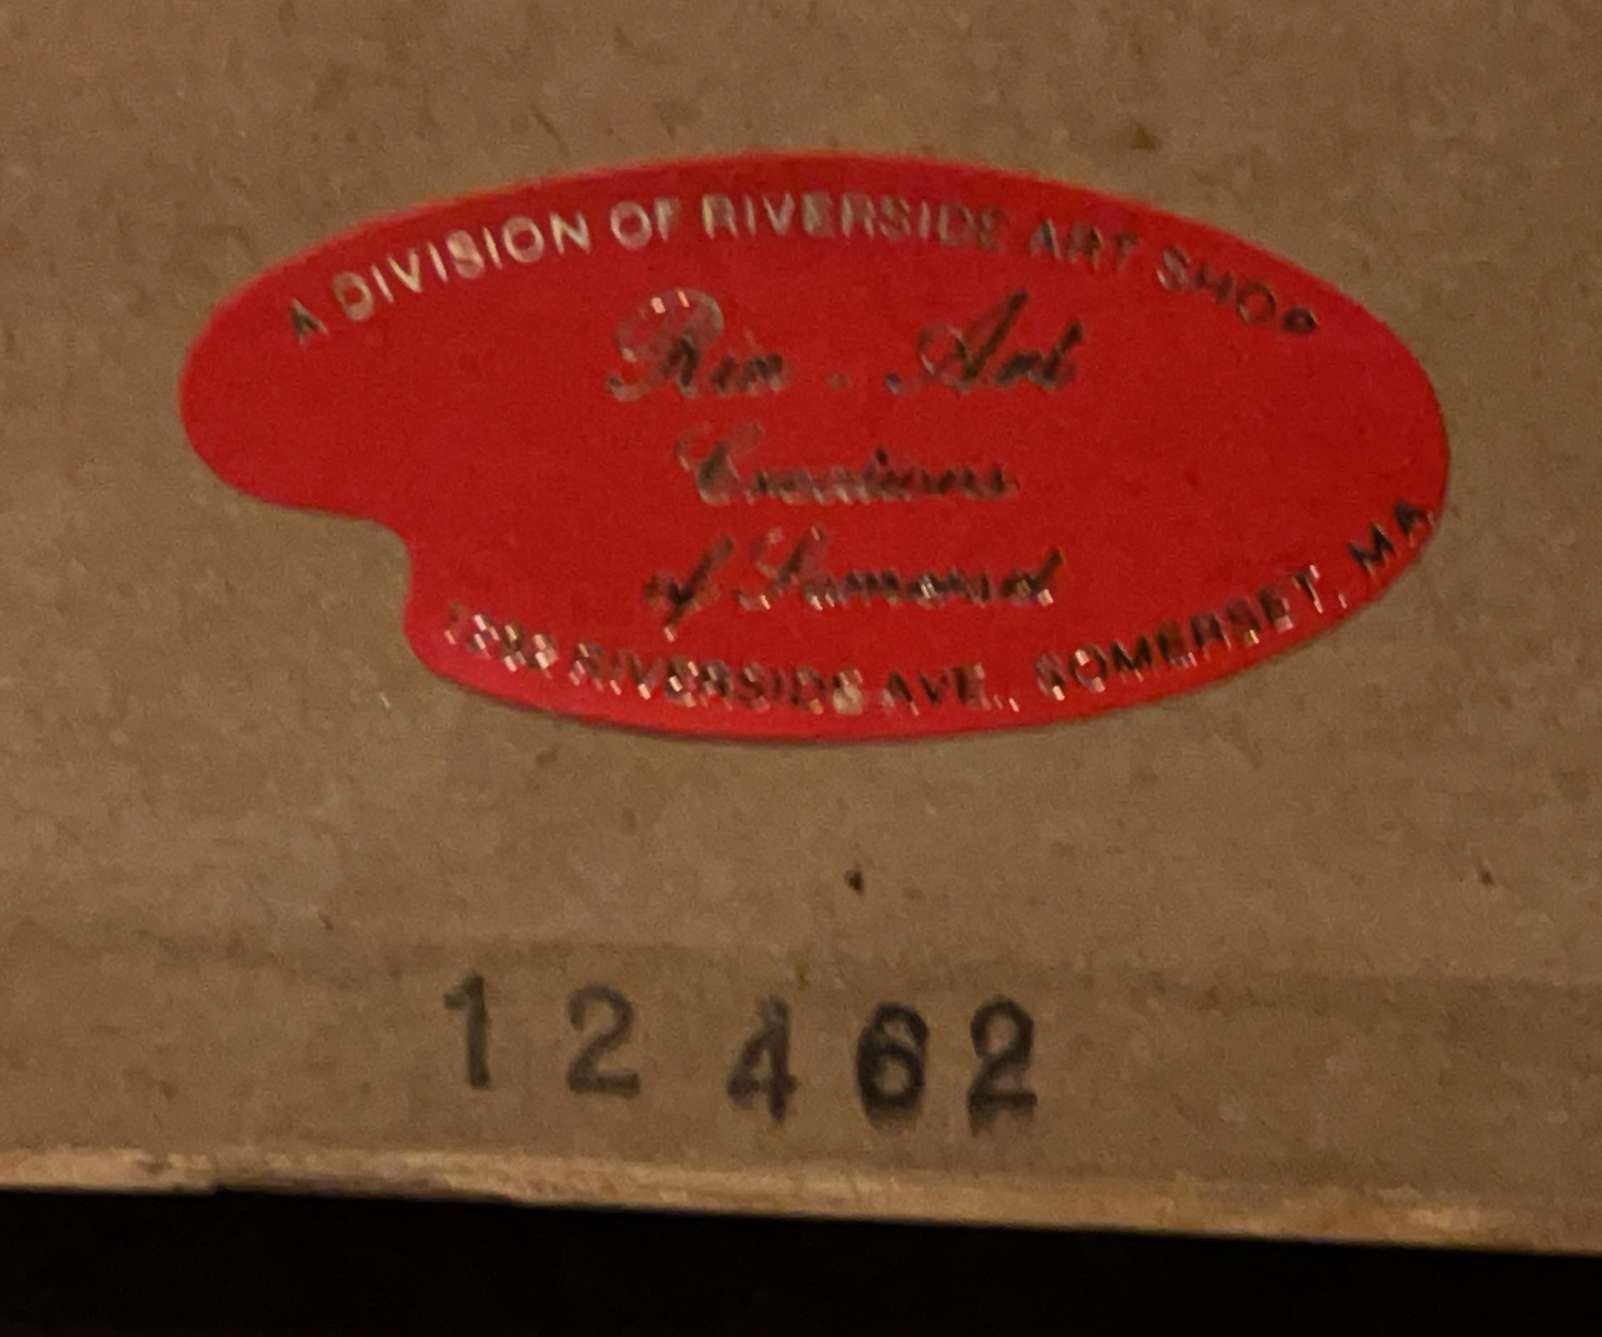 A DIVISION OF RIVERSIDE ART SHOP
Riv - Art
Creations
of Somerset
RIVERSIDE AVE., SOMERSET, MA
12462